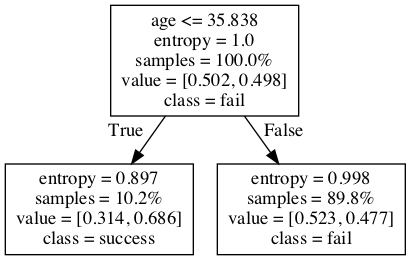 age <= 35.838
entropy = 1.0
samples = 100.0%
value = [0.502, 0.498]
class = fail
True
False
entropy = 0.897
samples = 10.2%
value = [0.314, 0.686]
class = success
entropy = 0.998
samples = 89.8%
value = [0.523, 0.477]
class = fail